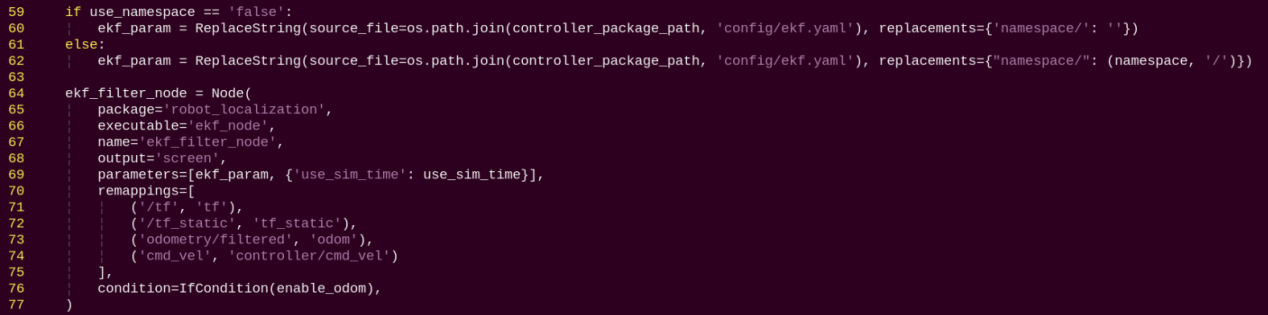 59     if use_namespace == 'false':
60         ekf_param = ReplaceString(source_file=os.path.join(controller_package_path, 'config/ekf.yaml'), replacements={'namespace/': ''})
61     else:
62         ekf_param = ReplaceString(source_file=os.path.join(controller_package_path, 'config/ekf.yaml'), replacements={"namespace/": (namespace, '/')})
63
64     ekf_filter_node = Node(
65         package='robot_localization',
66         executable='ekf_node',
67         name='ekf_filter_node',
68         output='screen',
69         parameters=[ekf_param, {'use_sim_time': use_sim_time}],
70         remappings=[
71             ('/tf', 'tf'),
72             ('/tf_static', 'tf_static'),
73             ('odometry/filtered', 'odom'),
74             ('cmd_vel', 'controller/cmd_vel')
75         ],
76         condition=IfCondition(enable_odom),
77     )